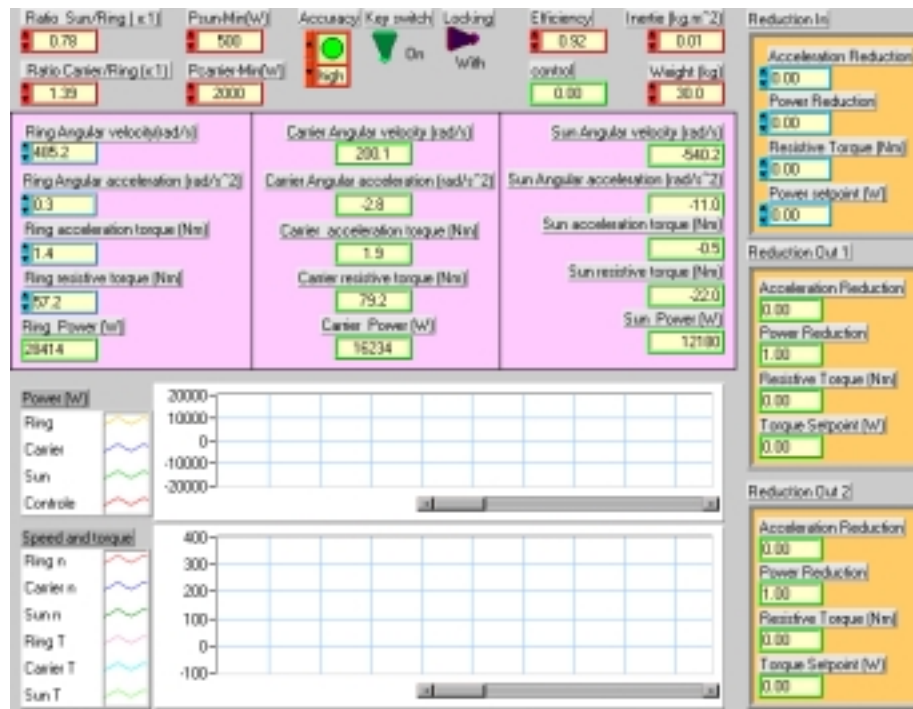 Ratio Sun/Ring ( x1)
0.78
Psun-Min(W)
500
Accuracy
high
Key switch
On
Locking
With
Efficiency
0.92
Inertie (kg.m^2)
0.01
Ratio Carier/Ring (x1)
1.39
Pcarrier-Min(W)
2000
control
0.00
Weight (kg)
30.0
Ring Angular velocity(rad/s)
405.2
Ring Angular acceleration (rad/s^2)
0.3
Ring acceleration torque (Nm)
1.4
Ring resistive torque (Nm)
57.2
Ring Power (W)
28414
Carier Angular velocity (rad/s)
200.1
Carier Angular acceleration (rad/s^2)
-2.8
Carier acceleration torque (Nm)
1.9
Carier resistive torque (Nm)
79.2
Carier Power (W)
16234
Sun Angular velocity (rad/s)
-540.2
Sun Angular acceleration (rad/s^2)
-11.0
Sun acceleration torque (Nm)
-0.5
Sun resistive torque (Nm)
-22.0
Sun Power (W)
12180
Reduction In
Acceleration Reduction
0.00
Power Reduction
0.00
Resistive Torque (Nm)
0.00
Power setpoint (W)
0.00
Reduction Out 1
Acceleration Reduction
0.00
Power Reduction
1.00
Resistive Torque (Nm)
0.00
Torque Setpoint (W)
0.00
Reduction Out 2
Acceleration Reduction
0.00
Power Reduction
1.00
Resistive Torque (Nm)
0.00
Torque Setpoint (W)
0.00
Power (W)
Ring
Carrier
Sun
Controle
20000
10000
0
-10000
-20000
Speed and torque
Ring n
Carrier n
Sun n
Ring T
Carrier T
Sun T
400
300
200
100
0
-100